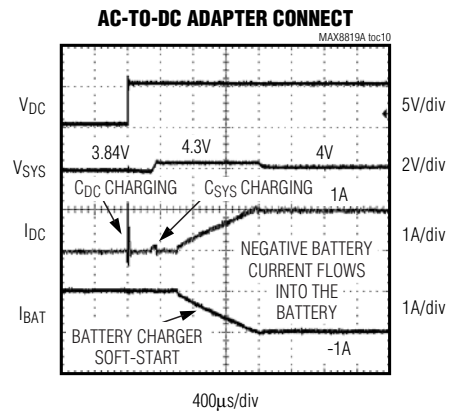 AC-TO-DC ADAPTER CONNECT
MAX8819A toc10
VDC
5V/div
3.84V
4.3V
4V
VSYS
2V/div
CDC CHARGING
CSYS CHARGING
1A
IDC
1A/div
NEGATIVE BATTERY
CURRENT FLOWS
INTO THE
BATTERY
IBAT
1A/div
BATTERY CHARGER
SOFT-START
-1A
400µs/div